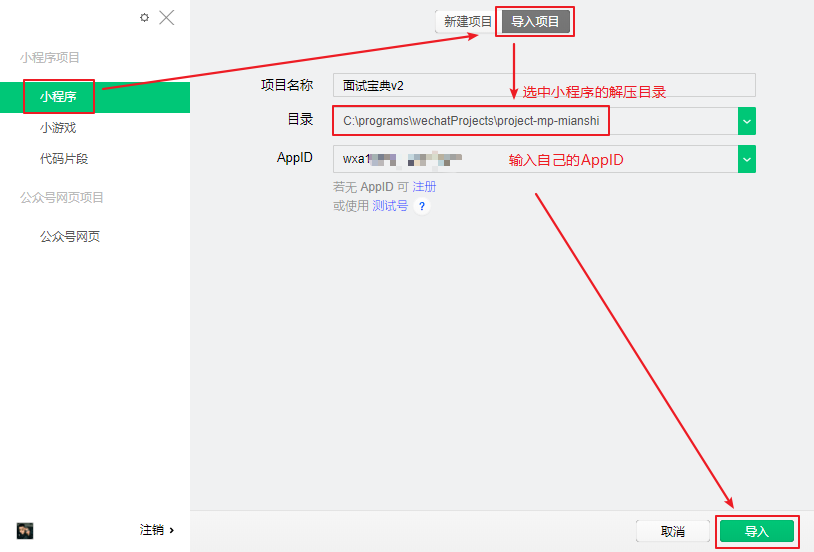 新建项目 导入项目
小程序项目
小程序
小游戏
代码片段
公众号网页项目
公众号网页
项目名称 面试宝典v2
选中小程序的解压目录
目录 C:\programs\wechatProjects\project-mp-mianshi
AppID wxa1
输入自己的AppID
若无 AppID 可 注册
或使用 测试号 ?
注销 ›
取消 导入